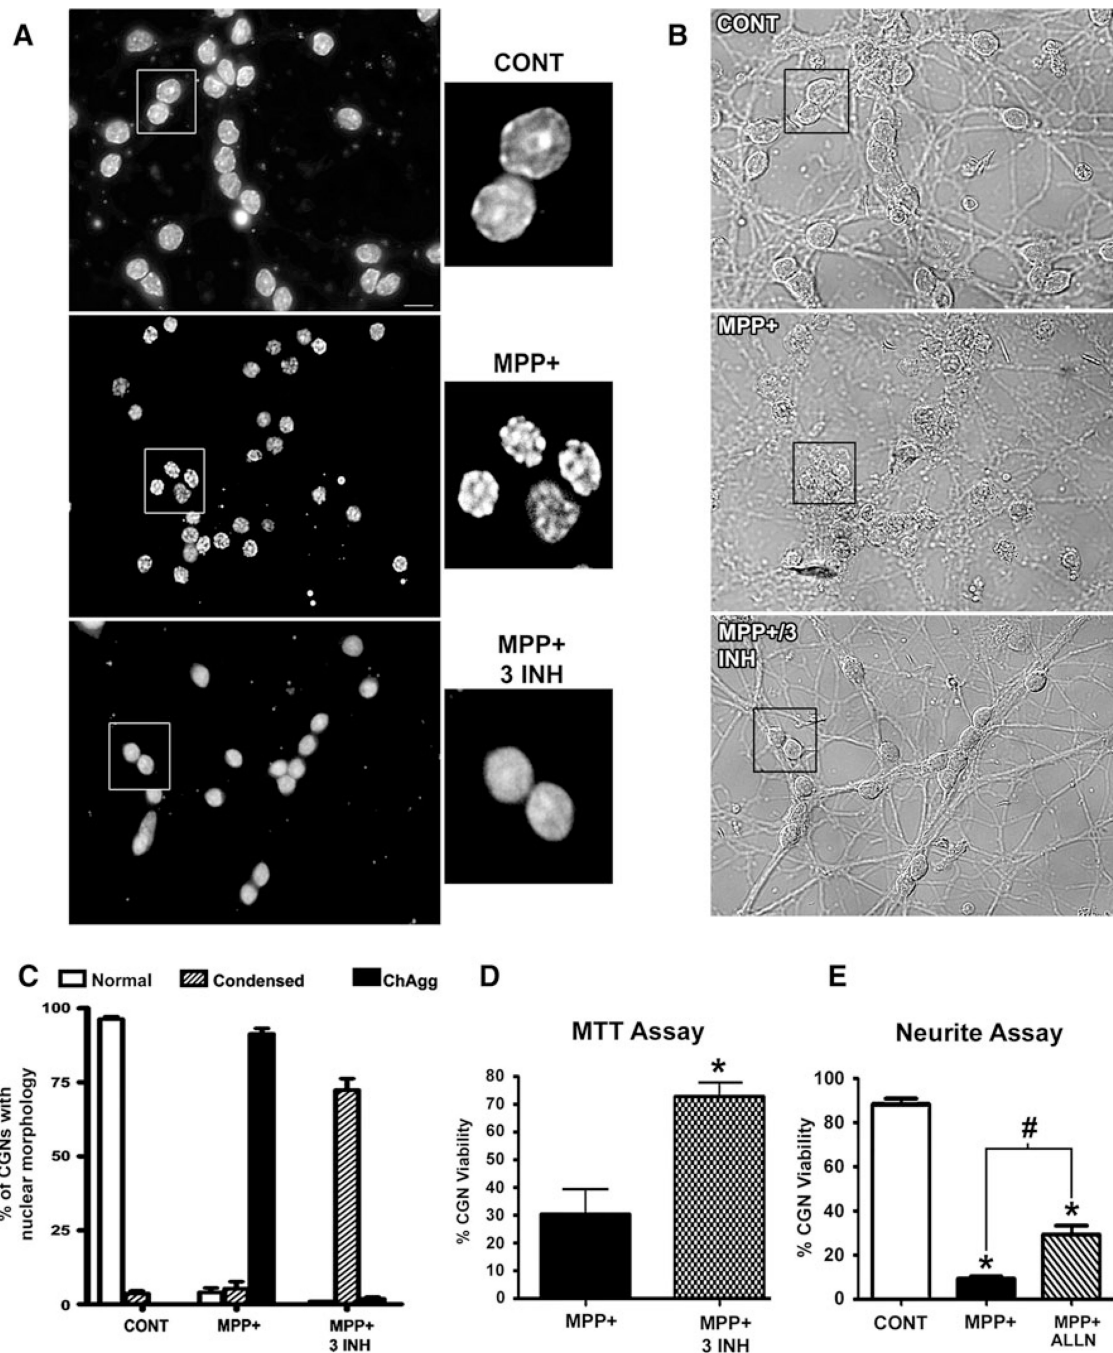 A
B
CONT
CONT
MPP+
MPP+
MPP+
3 INH
MPP+/3
INH
C
Normal
Condensed
ChAgg
% of CGNs with
nuclear morphology
100
75
50
25
0
CONT
MPP+
MPP+
3 INH
D
MTT Assay
% CGN Viability
80
70
60
50
40
30
20
10
0
*
MPP+
MPP+
3 INH
E
Neurite Assay
% CGN Viability
100
80
60
40
20
0
#
*
*
CONT
MPP+
MPP+
ALLN